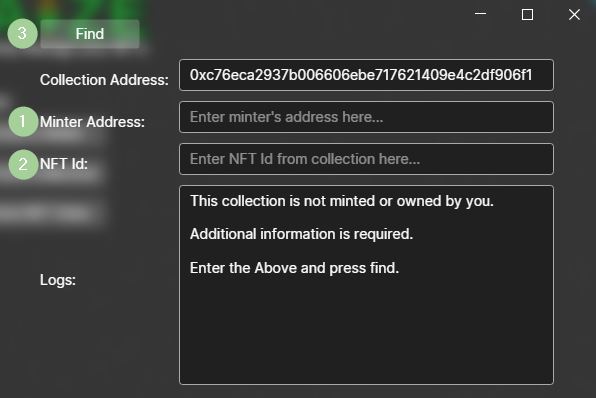 3 Find
Collection Address: 0xc76eca2937b006606ebe717621409e4c2df906f1
1 Minter Address: Enter minter's address here...
2 NFT Id: Enter NFT Id from collection here...
This collection is not minted or owned by you.
Additional information is required.
Enter the Above and press find.
Logs: